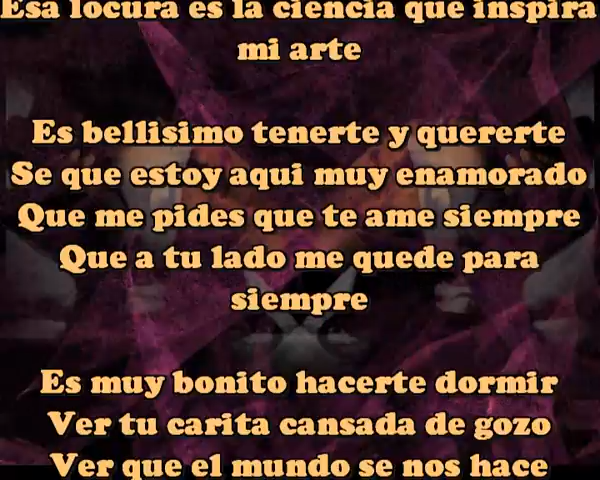 Esa locura es la ciencia que inspira
mi arte
Es bellisimo tenerte y quererte
Se que estoy aqui muy enamorado
Que me pides que te ame siempre
Que a tu lado me quede para
siempre
Es muy bonito hacerte dormir
Ver tu carita cansada de gozo
Ver que el mundo se nos hace